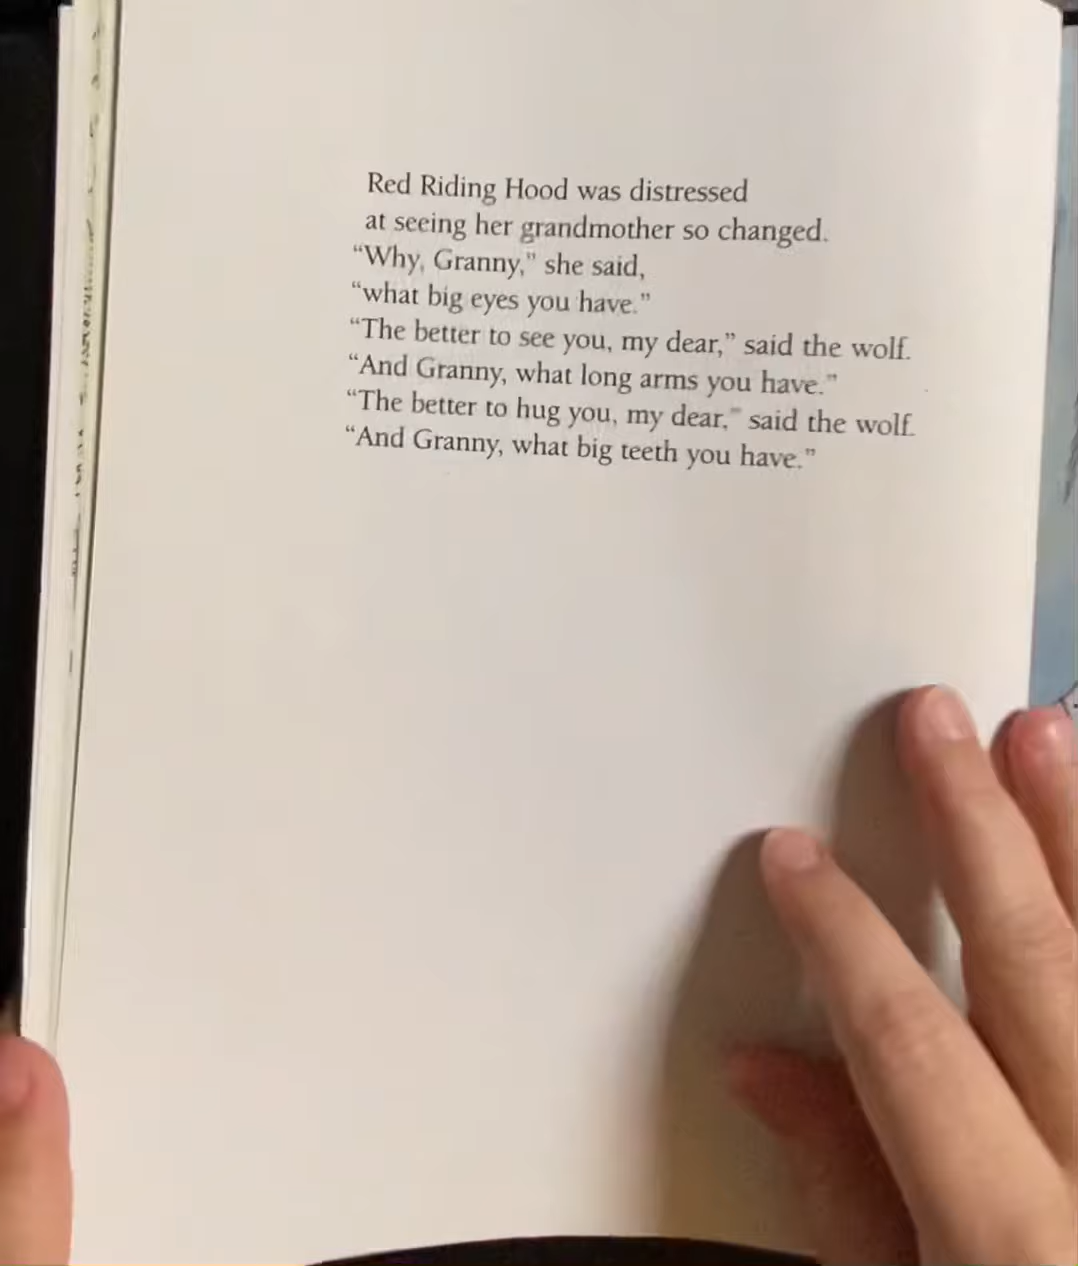 Red Riding Hood was distressed
at seeing her grandmother so changed.
“Why, Granny,” she said,
“what big eyes you have.”
“The better to see you, my dear,” said the wolf.
“And Granny, what long arms you have.”
“The better to hug you, my dear,” said the wolf.
“And Granny, what big teeth you have.”